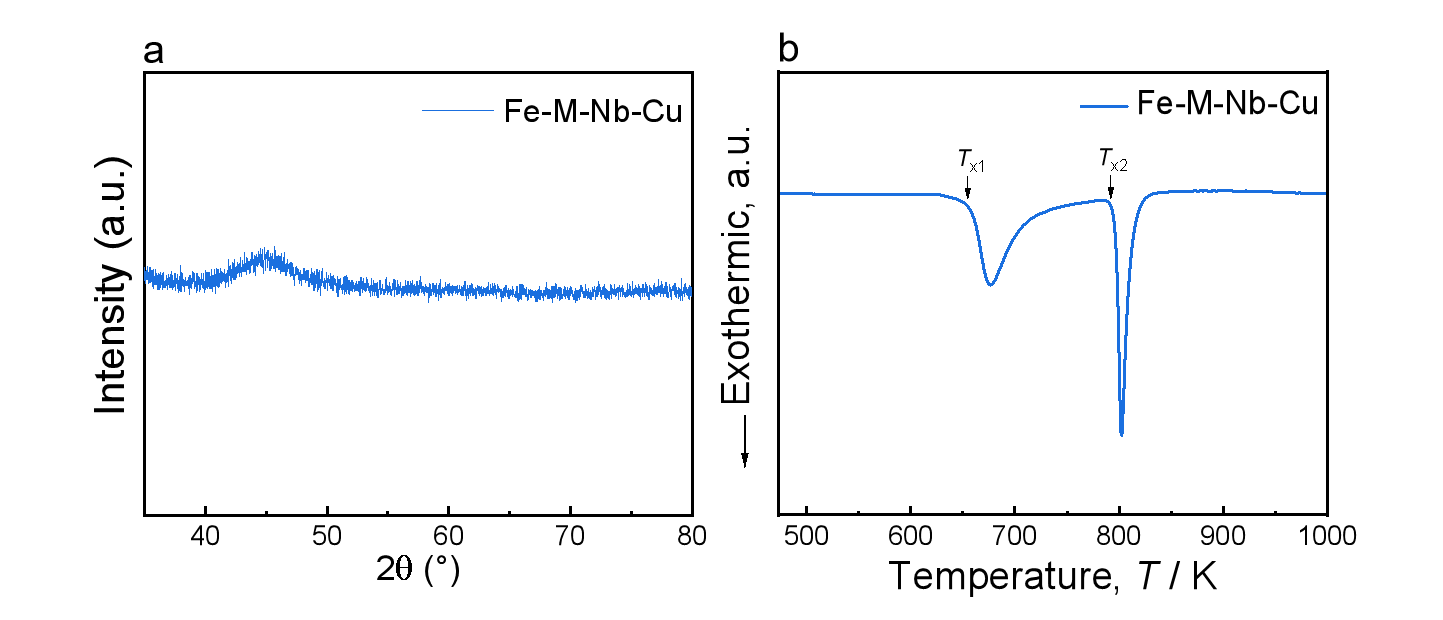 a
Fe-M-Nb-Cu
Intensity (a.u.)
40 50 60 70 80
2θ (°)
b
Fe-M-Nb-Cu
Tx1
Tx2
Exothermic, a.u.
500 600 700 800 900 1000
Temperature, T / K